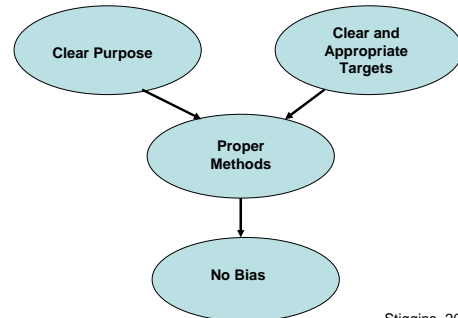 Clear Purpose
Clear and
Appropriate
Targets
Proper
Methods
No Bias